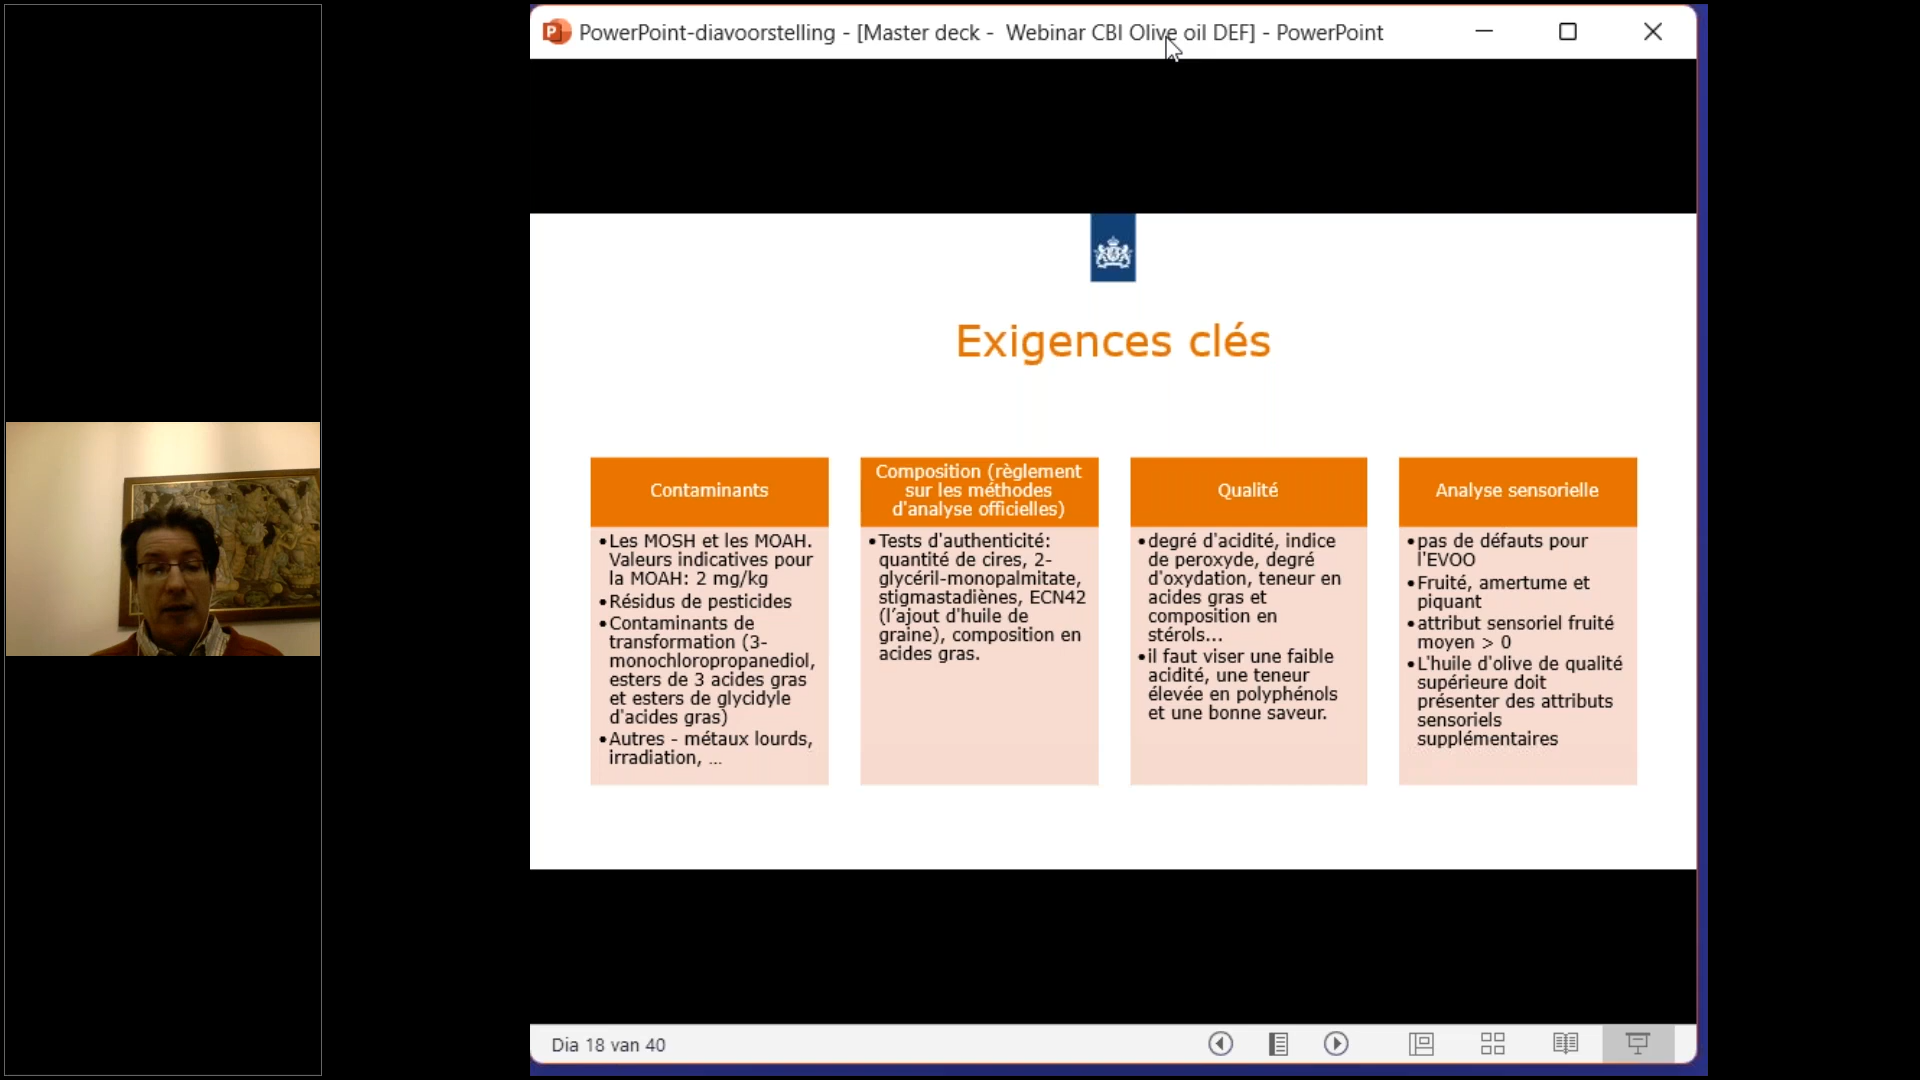 PowerPoint-diavoorstelling - [Master deck -  Webinar CBI Olive oil DEF] - PowerPoint
Exigences clés
Contaminants
•Les MOSH et les MOAH.
Valeurs indicatives pour
la MOAH: 2 mg/kg
•Résidus de pesticides
•Contaminants de
transformation (3-
monochloropropanediol,
esters de 3 acides gras
et esters de glycidyle
d'acides gras)
•Autres - métaux lourds,
irradiation, ...
Composition (règlement
sur les méthodes
d'analyse officielles)
•Tests d'authenticité:
quantité de cires, 2-
glycéril-monopalmitate,
stigmastadiènes, ECN42
(l’ajout d'huile de
graine), composition en
acides gras.
Qualité
•degré d'acidité, indice
de peroxyde, degré
d'oxydation, teneur en
acides gras et
composition en
stérols...
•il faut viser une faible
acidité, une teneur
élevée en polyphénols
et une bonne saveur.
Analyse sensorielle
•pas de défauts pour
l'EVOO
•Fruité, amertume et
piquant
•attribut sensoriel fruité
moyen > 0
•L'huile d'olive de qualité
supérieure doit
présenter des attributs
sensoriels
supplémentaires
Dia 18 van 40